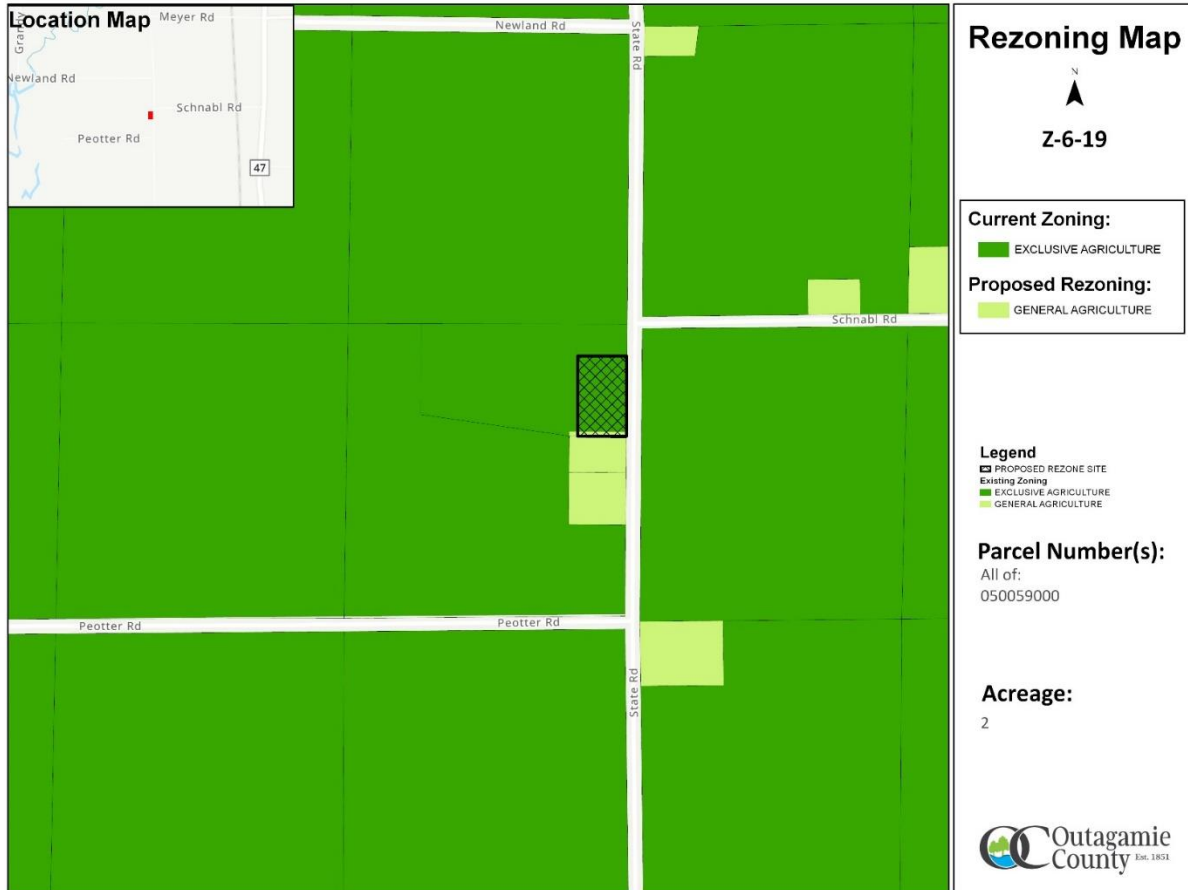 Location Map
Grandy
Meyer Rd
Newland Rd
Schnabl Rd
Peotter Rd
47
Newland Rd
State Rd
Schnabl Rd
Peotter Rd
Peotter Rd
State Rd
Rezoning Map
N
Z-6-19
Current Zoning:
EXCLUSIVE AGRICULTURE
Proposed Rezoning:
GENERAL AGRICULTURE
Legend
PROPOSED REZONE SITE
Existing Zoning
EXCLUSIVE AGRICULTURE
GENERAL AGRICULTURE
Parcel Number(s):
All of:
050059000
Acreage:
2
OC Outagamie
County Est. 1851